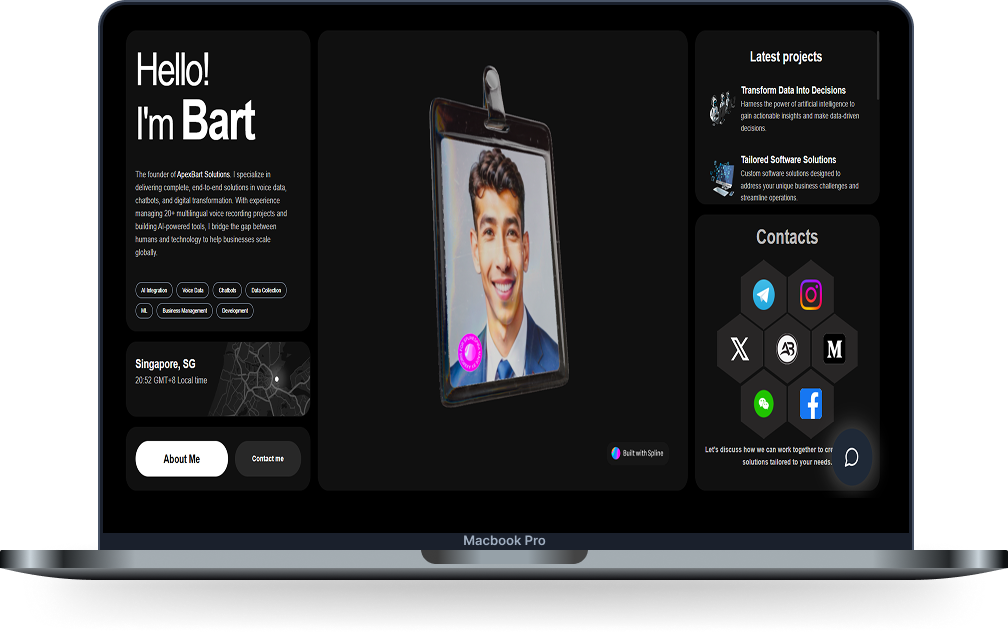 Hello!
I'm Bart
The founder of ApexBart Solutions. I specialize in
delivering complete, end-to-end solutions in voice data,
chatbots, and digital transformation. With experience
managing 20+ multilingual voice recording projects and
building AI-powered tools, I bridge the gap between
humans and technology to help businesses scale
globally.
AI Integration
Voice Data
Chatbots
Data Collection
ML
Business Management
Development
Singapore, SG
20:52 GMT+8 Local time
About Me
Contact me
Built with Spline
Latest projects
Transform Data Into Decisions
Harness the power of artificial intelligence to
gain actionable insights and make data-driven
decisions.
Tailored Software Solutions
Custom software solutions designed to
address your unique business challenges and
streamline operations.
Contacts
X
AB
M
f
Let's discuss how we can work together to
solutions tailored to your needs.
Macbook Pro